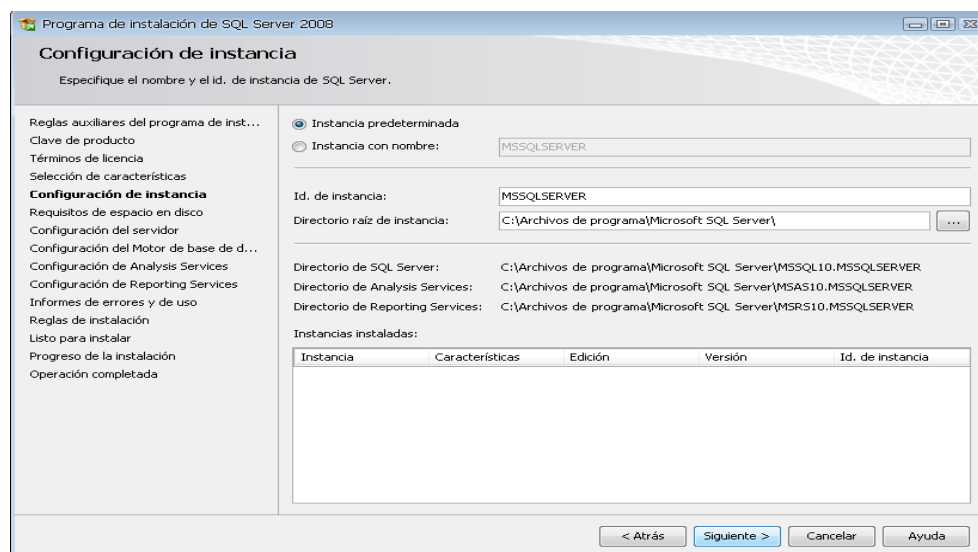 Programa de instalación de SQL Server 2008
Configuración de instancia
Especifique el nombre y el id. de instancia de SQL Server.
Reglas auxiliares del programa de inst...
Clave de producto
Términos de licencia
Selección de características
Configuración de instancia
Requisitos de espacio en disco
Configuración del servidor
Configuración del Motor de base de d...
Configuración de Analysis Services
Configuración de Reporting Services
Informes de errores y de uso
Reglas de instalación
Listo para instalar
Progreso de la instalación
Operación completada
Instancia predeterminada
Instancia con nombre: MSSQLSERVER
Id. de instancia: MSSQLSERVER
Directorio raíz de instancia: C:\Archivos de programa\Microsoft SQL Server\ ...
Directorio de SQL Server: C:\Archivos de programa\Microsoft SQL Server\MSSQL10.MSSQLSERVER
Directorio de Analysis Services: C:\Archivos de programa\Microsoft SQL Server\MSAS10.MSSQLSERVER
Directorio de Reporting Services: C:\Archivos de programa\Microsoft SQL Server\MSRS10.MSSQLSERVER
Instancias instaladas:
Instancia Características Edición Versión Id. de instancia
< Atrás Siguiente > Cancelar Ayuda